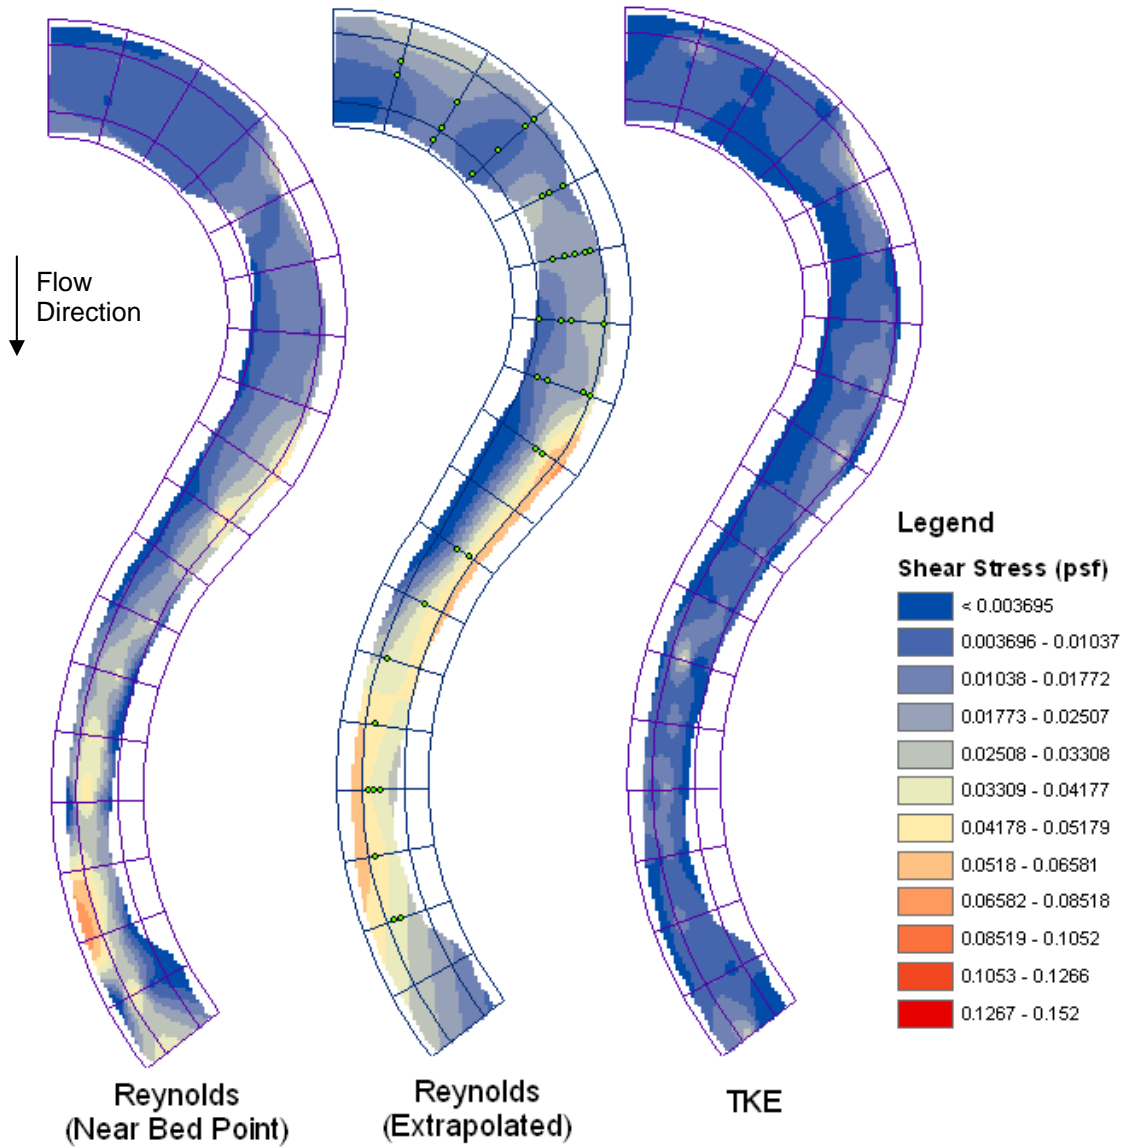 Flow
Direction
Legend
Shear Stress (psf)
< 0.003695
0.003696 - 0.01037
0.01038 - 0.01772
0.01773 - 0.02507
0.02508 - 0.03308
0.03309 - 0.04177
0.04178 - 0.05179
0.0518 - 0.06581
0.06582 - 0.08518
0.08519 - 0.1052
0.1053 - 0.1266
0.1267 - 0.152
Reynolds
(Near Bed Point)
Reynolds
(Extrapolated)
TKE